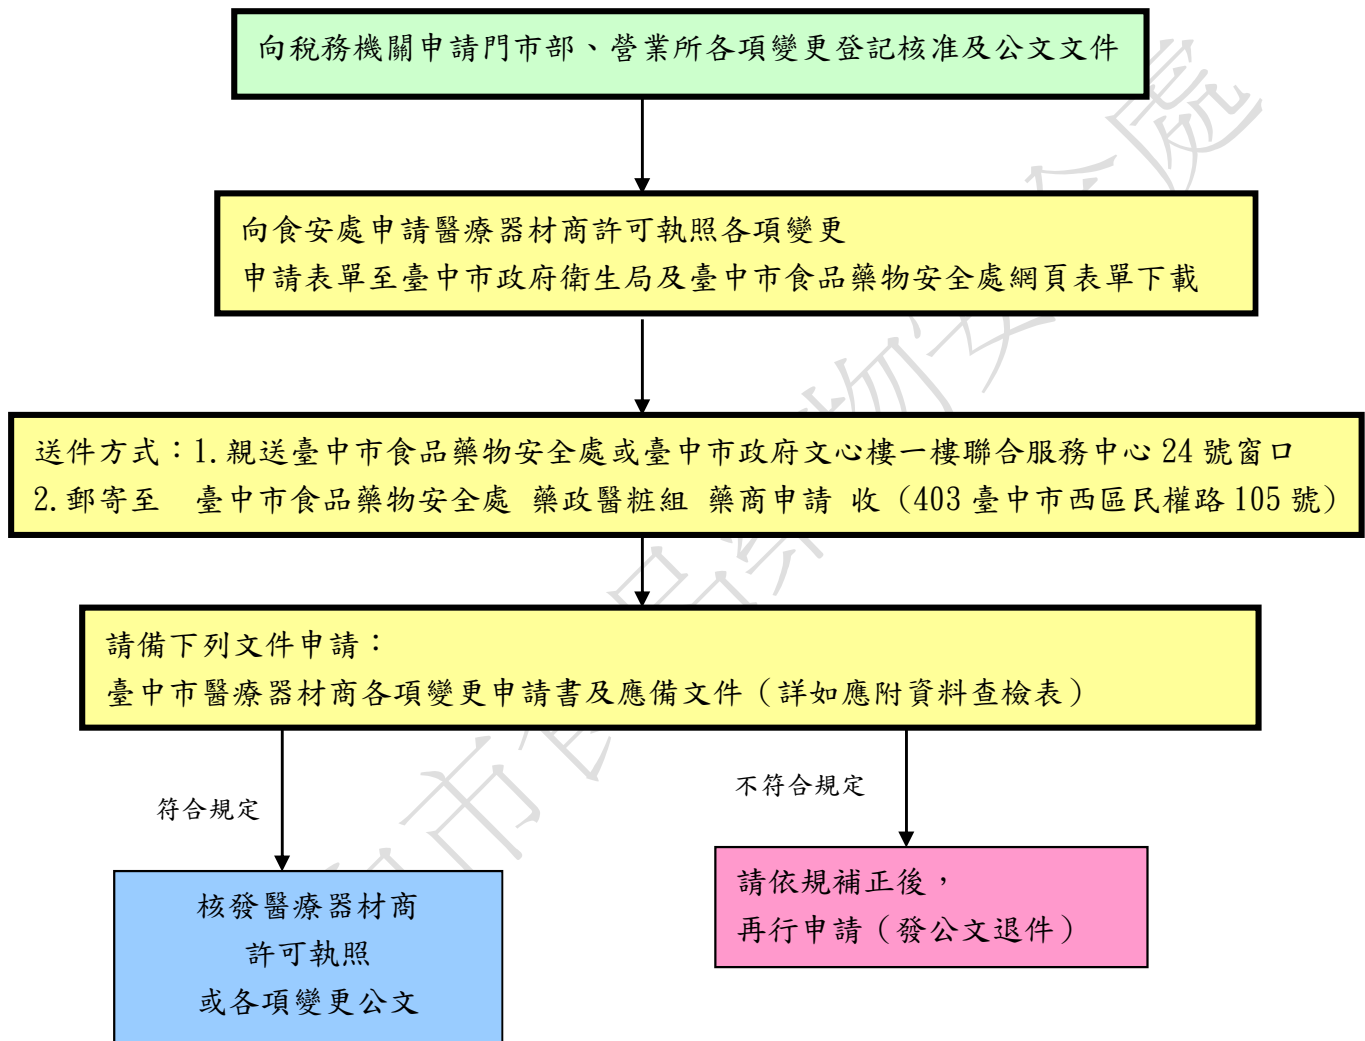 向稅務機關申請門市部、營業所各項變更登記核准及公文文件
向食安處申請醫療器材商許可執照各項變更
申請表單至臺中市政府衛生局及臺中市食品藥物安全處網頁表單下載
送件方式：1.親送臺中市食品藥物安全處或臺中市政府文心樓一樓聯合服務中心 24 號窗口
2.郵寄至　臺中市食品藥物安全處 藥政醫粧組 藥商申請 收 (403 臺中市西區民權路 105 號)
請備下列文件申請：
臺中市醫療器材商各項變更申請書及應備文件（詳如應附資料查檢表）
符合規定
不符合規定
核發醫療器材商
許可執照
或各項變更公文
請依規補正後，
再行申請（發公文退件）
市食品藥物安全處